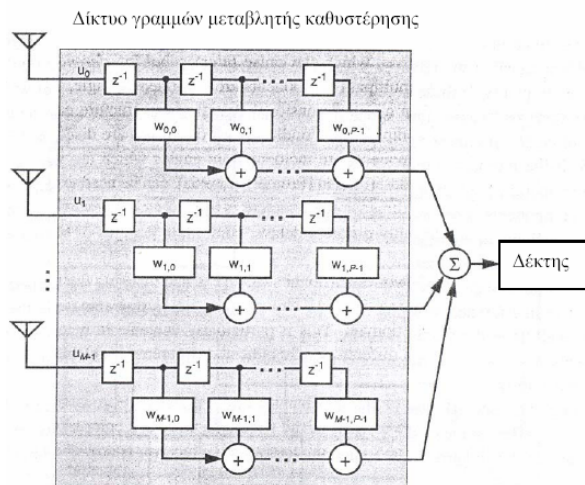 Δίκτυο γραμμών μεταβλητής καθυστέρησης
u0 z-1 z-1 z-1
w0,0 w0,1 w0,P-1
+ +
u1 z-1 z-1 z-1
w1,0 w1,1 w1,P-1
+ +
Σ Δέκτης
uM-1 z-1 z-1 z-1
wM-1,0 wM-1,1 wM-1,P-1
+ +